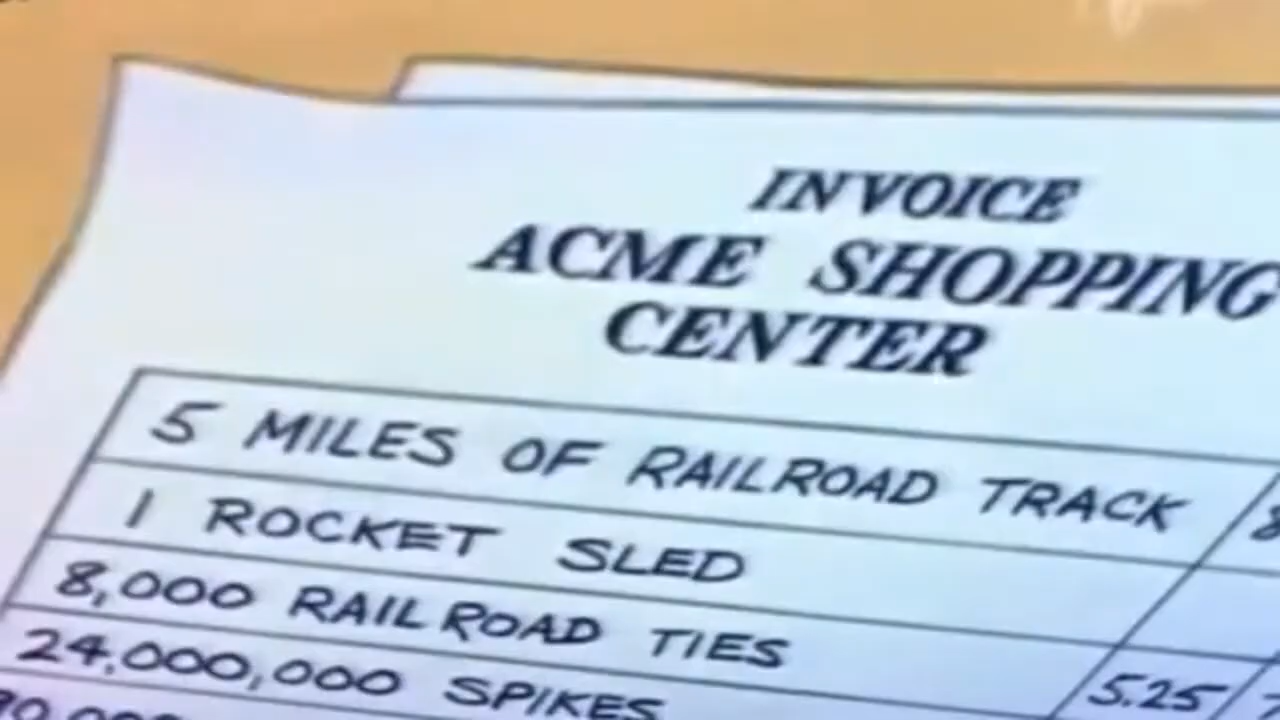 INVOICE
ACME SHOPPING
CENTER
5 MILES OF RAILROAD TRACK
1 ROCKET SLED
8,000 RAILROAD TIES
24,000,000 SPIKES 5.25